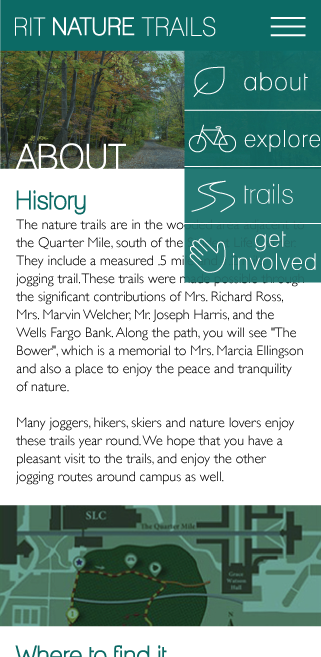 RIT NATURE TRAILS
about
explore
trails
get
involved
ABOUT
History
The nature trails are in the wooded
the Quarter Mile, south of the
They include a measured .5 mi
jogging trail. These trails were made possible through
the significant contributions of Mrs. Richard Ross,
Mrs. Marvin Welcher, Mr. Joseph Harris, and the
Wells Fargo Bank. Along the path, you will see "The
Bower", which is a memorial to Mrs. Marcia Ellingson
and also a place to enjoy the peace and tranquility
of nature.
Many joggers, hikers, skiers and nature lovers enjoy
these trails year round. We hope that you have a
pleasant visit to the trails, and enjoy the other
jogging routes around campus as well.
SLC
The Quarter Mile
Grace
Watson
Hall
N
1
Where to find it